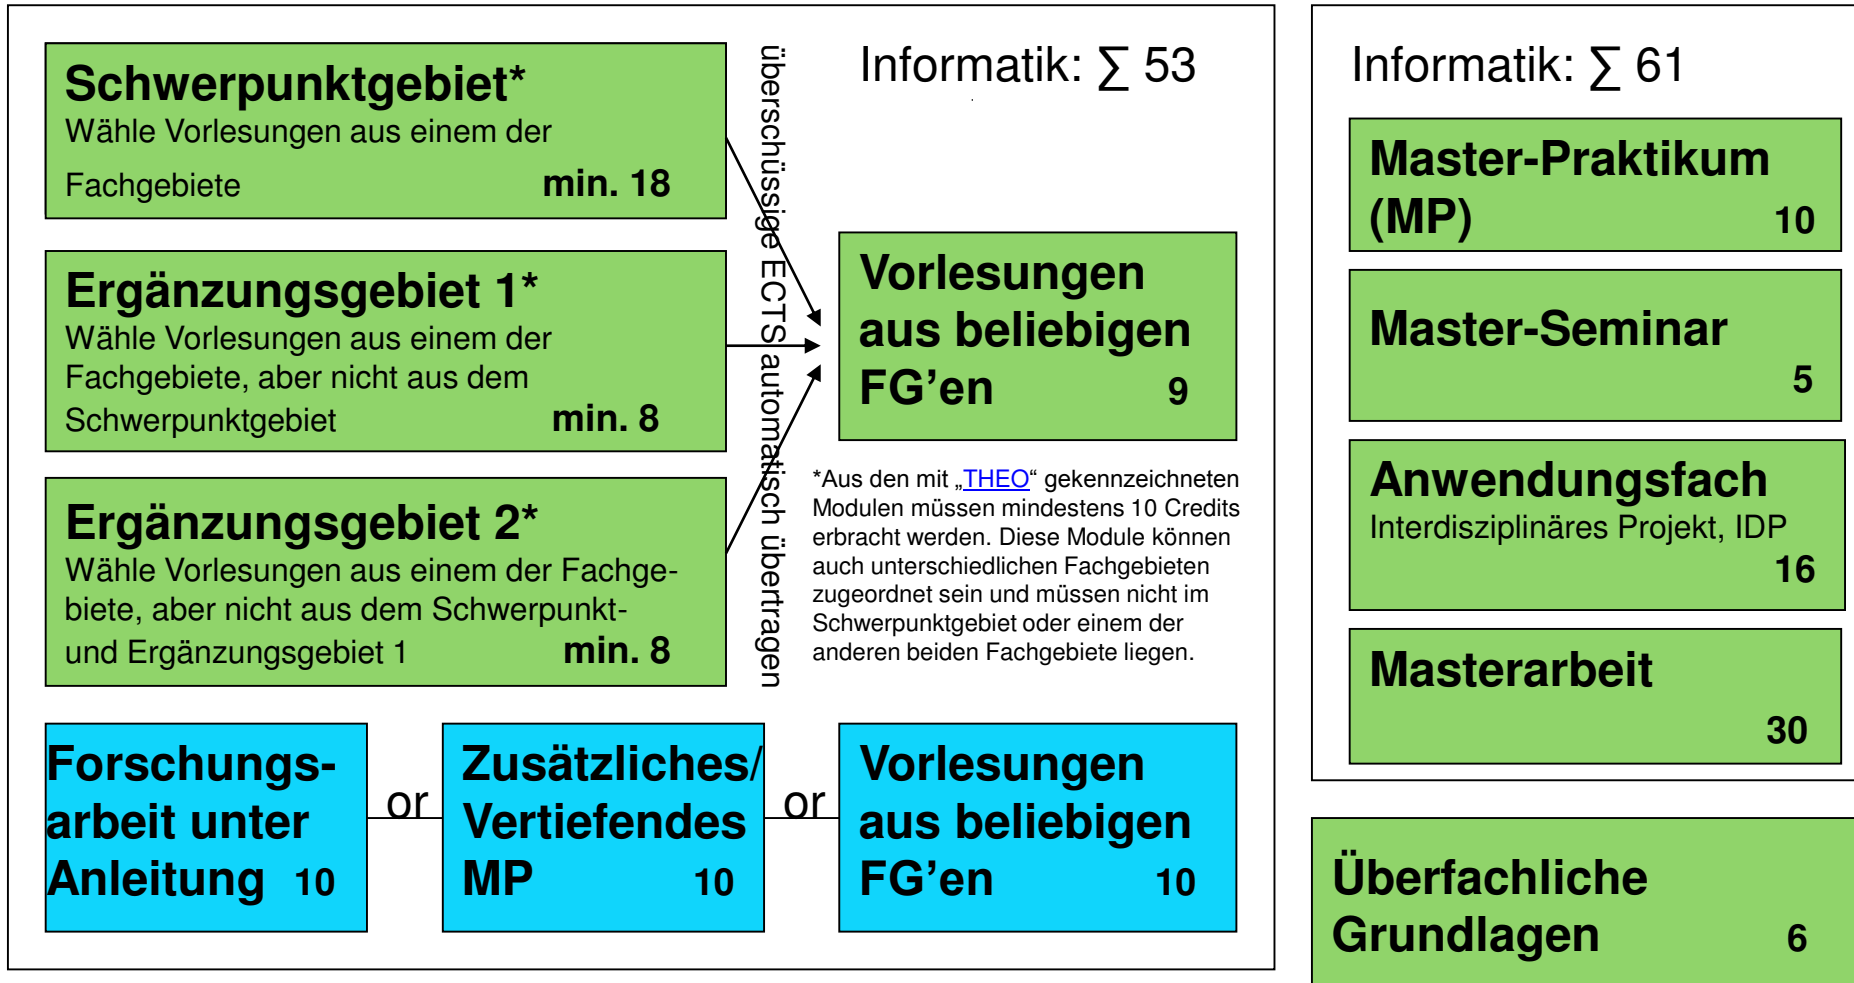 Informatik: ∑ 53
Schwerpunktgebiet*
Wähle Vorlesungen aus einem der
Fachgebiete min. 18
Ergänzungsgebiet 1*
Wähle Vorlesungen aus einem der
Fachgebiete, aber nicht aus dem
Schwerpunktgebiet min. 8
Ergänzungsgebiet 2*
Wähle Vorlesungen aus einem der Fachge-
biete, aber nicht aus dem Schwerpunkt-
und Ergänzungsgebiet 1 min. 8
überschüssige ECTS automatisch übertragen
Vorlesungen
aus beliebigen
FG’en 9
*Aus den mit „THEO“ gekennzeichneten
Modulen müssen mindestens 10 Credits
erbracht werden. Diese Module können
auch unterschiedlichen Fachgebieten
zugeordnet sein und müssen nicht im
Schwerpunktgebiet oder einem der
anderen beiden Fachgebiete liegen.
Forschungs-
arbeit unter
Anleitung 10
or
Zusätzliches/
Vertiefendes
MP 10
or
Vorlesungen
aus beliebigen
FG’en 10
Informatik: ∑ 61
Master-Praktikum
(MP) 10
Master-Seminar
5
Anwendungsfach
Interdisziplinäres Projekt, IDP
16
Masterarbeit
30
Überfachliche
Grundlagen 6